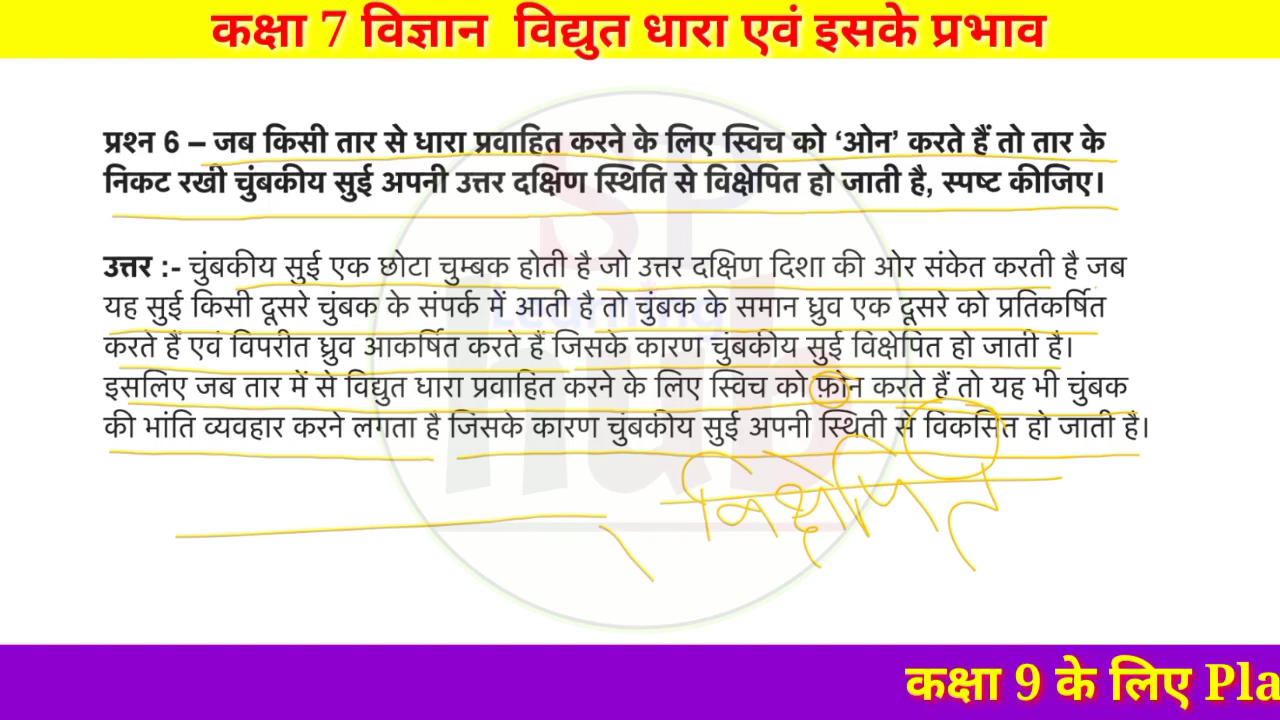 कक्षा 7 विज्ञान विद्युत धारा एवं इसके प्रभाव
प्रश्न 6 – जब किसी तार से धारा प्रवाहित करने के लिए स्विच को ‘ओन’ करते हैं तो तार के
निकट रखी चुंबकीय सुई अपनी उत्तर दक्षिण स्थिति से विक्षेपित हो जाती है, स्पष्ट कीजिए।
उत्तर :- चुंबकीय सुई एक छोटा चुम्बक होती है जो उत्तर दक्षिण दिशा की ओर संकेत करती है जब
यह सुई किसी दूसरे चुंबक के संपर्क में आती है तो चुंबक के समान ध्रुव एक दूसरे को प्रतिकर्षित
करते हैं एवं विपरीत ध्रुव आकर्षित करते हैं जिसके कारण चुंबकीय सुई विक्षेपित हो जाती है।
इसलिए जब तार में से विद्युत धारा प्रवाहित करने के लिए स्विच को फ़ोन करते हैं तो यह भी चुंबक
की भांति व्यवहार करने लगता है जिसके कारण चुंबकीय सुई अपनी स्थिती से विकसित हो जाती है।
विक्षेपित
SP
Learning
hub
कक्षा 9 के लिए Pla